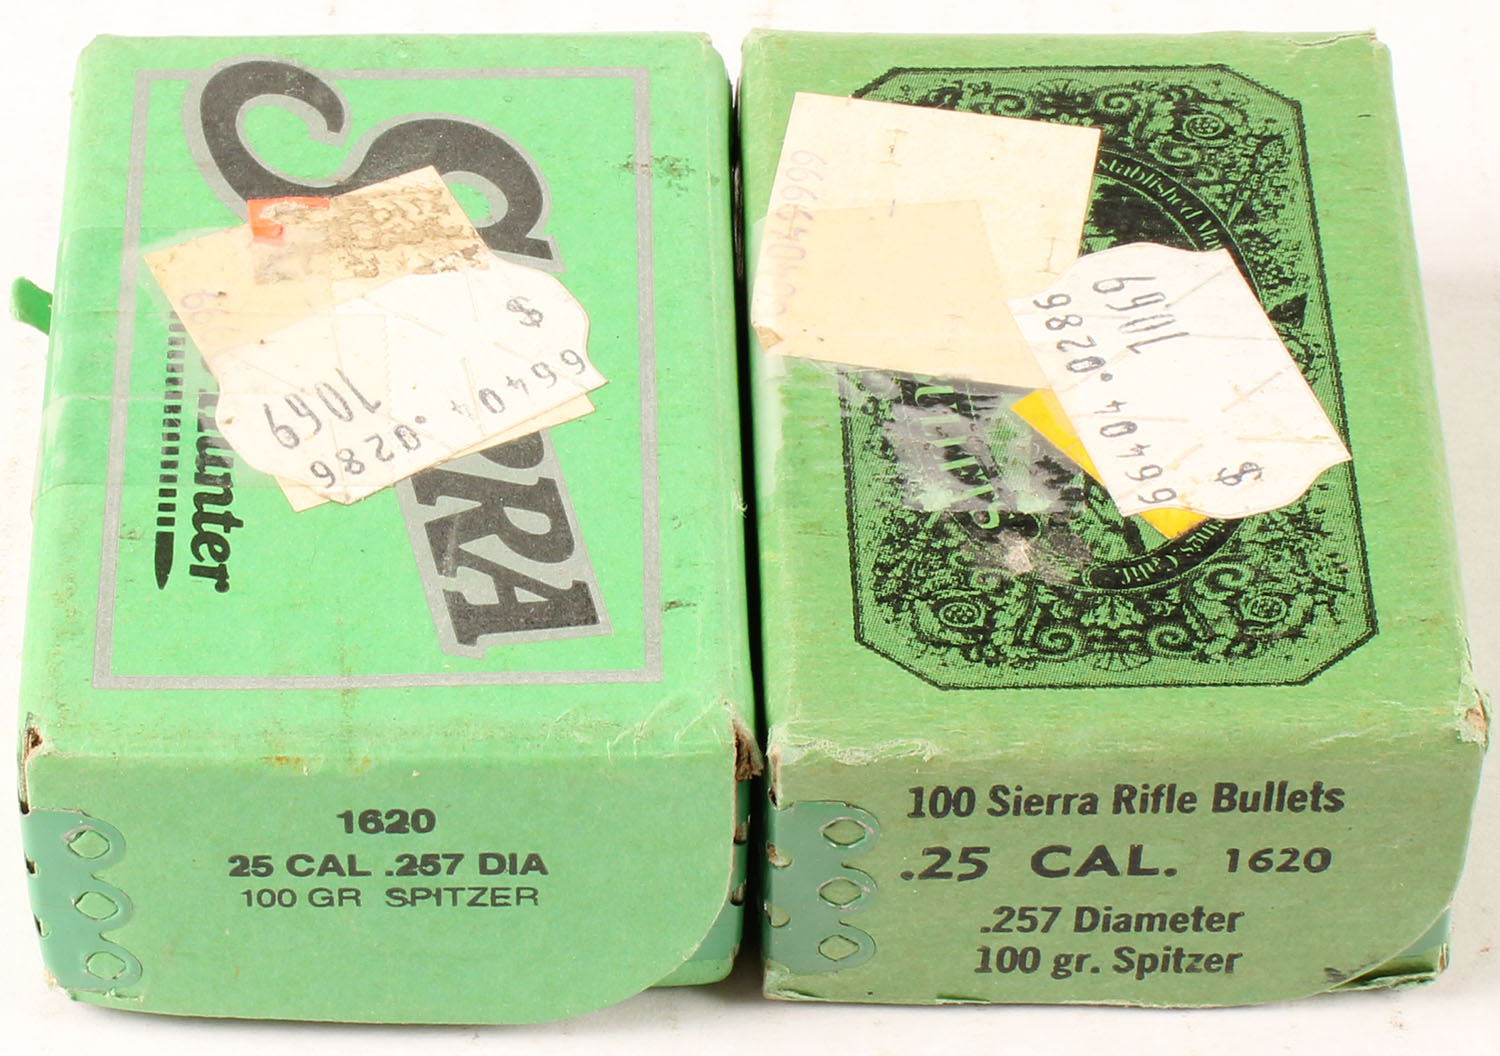 Hunter
$
66404
.0286
1069
1620
.25 CAL .257 DIA
100 GR SPITZER
1069
.0286
66404
$
100 Sierra Rifle Bullets
.25 CAL. 1620
.257 Diameter
100 gr. Spitzer